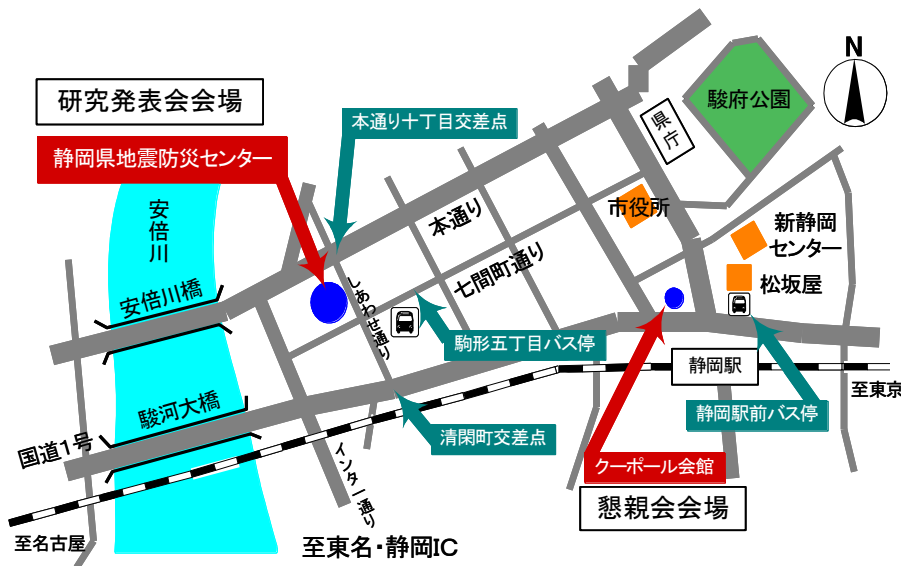 N
研究発表会会場
駿府公園
本通り十丁目交差点
県庁
静岡県地震防災センター
安倍川
本通り
市役所
新静岡
センター
七間町通り
松坂屋
安倍川橋
しあわせ通り
駒形五丁目バス停
静岡駅
至東京
駿河大橋
静岡駅前バス停
清閑町交差点
国道1号
クーポール会館
インター通り
懇親会会場
至名古屋
至東名・静岡IC